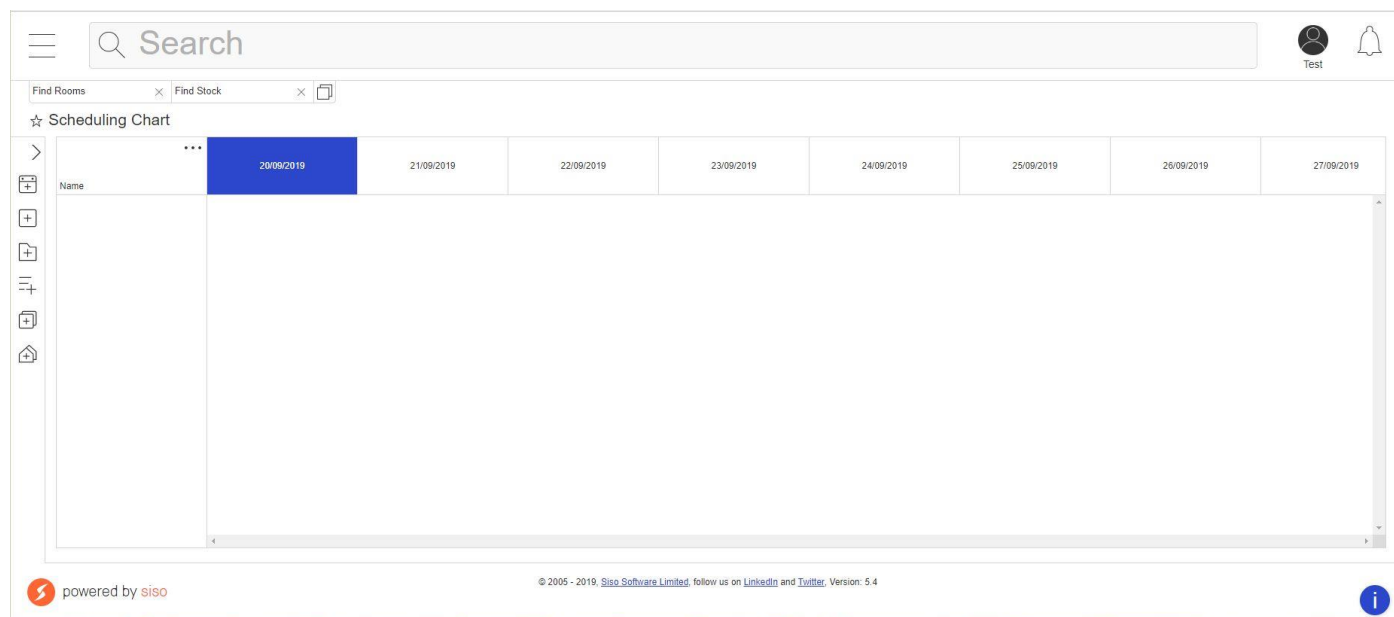 Search
Test
Find Rooms
Find Stock
Scheduling Chart
Name
20/09/2019 21/09/2019 22/09/2019 23/09/2019 24/09/2019 25/09/2019 26/09/2019 27/09/2019
powered by siso
© 2005 - 2019, Siso Software Limited, follow us on LinkedIn and Twitter, Version: 5.4
i